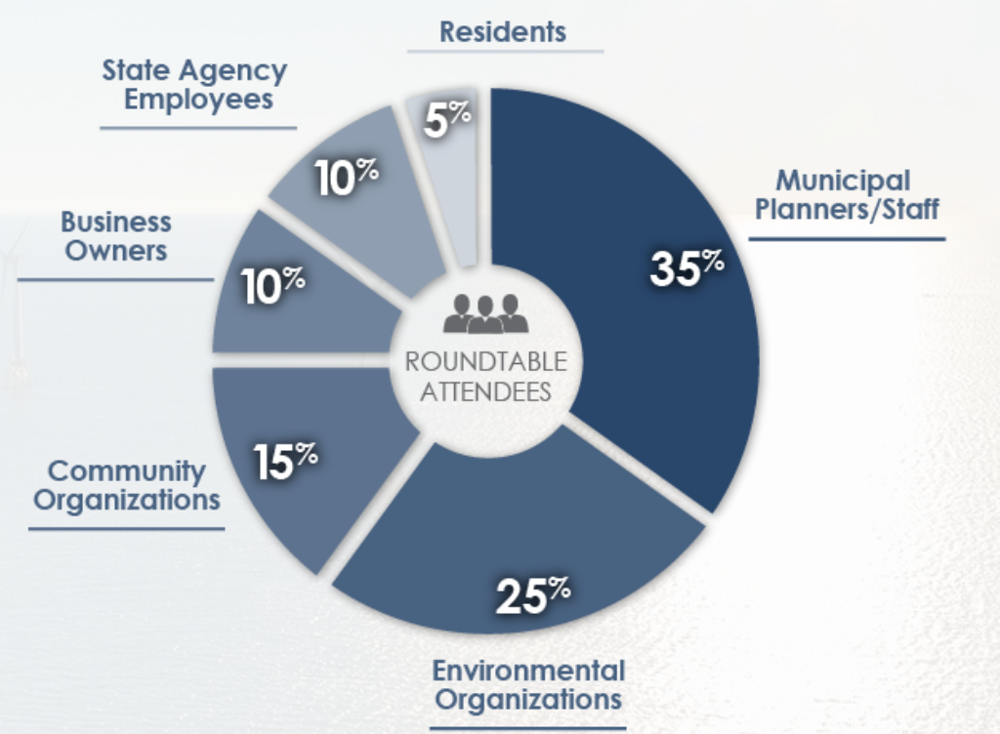 Residents
5%
State Agency
Employees
10%
Municipal
Planners/Staff
35%
Business
Owners
10%
ROUNDTABLE
ATTENDEES
Community
Organizations
15%
25%
Environmental
Organizations